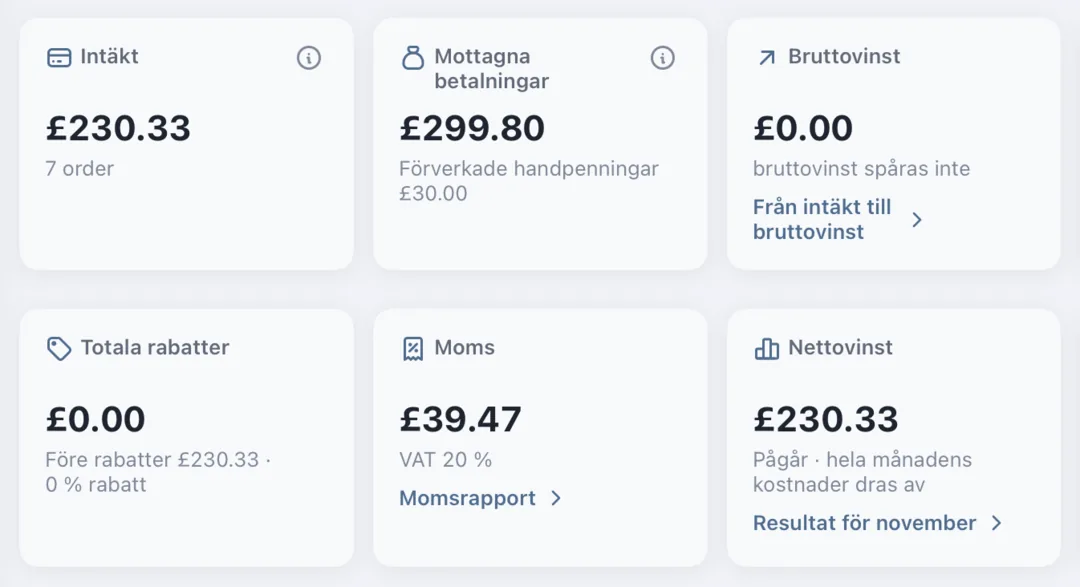 Intäkt
£230.33
7 order
Mottagna
betalningar
£299.80
Förverkade handpenningar
£30.00
Bruttovinst
£0.00
bruttovinst spåras inte
Från intäkt till
bruttovinst
Totala rabatter
£0.00
Före rabatter £230.33 ·
0 % rabatt
Moms
£39.47
VAT 20 %
Momsrapport
Nettovinst
£230.33
Pågår · hela månadens
kostnader dras av
Resultat för november